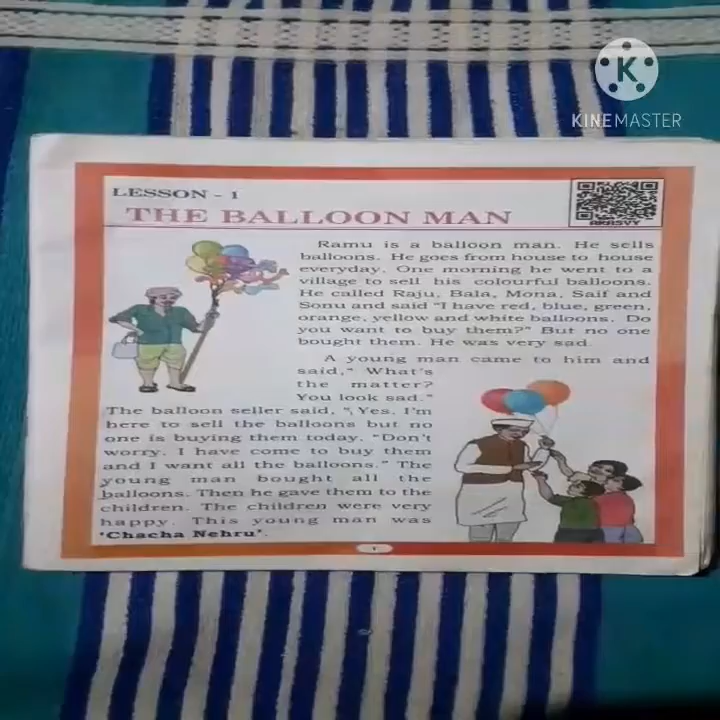 KINEMASTER
LESSON - 1
THE BALLOON MAN
Ramu is a balloon man. He sells
balloons. He goes from house to house
everyday. One morning he went to a
village to sell his colourful balloons.
He called Raju, Bala, Mona, Saif and
Sonu and said "I have red, blue, green,
orange, yellow and white balloons. Do
you want to buy them?" But no one
bought them. He was very sad.
A young man came to him and
said," What's
the matter?
You look sad."
The balloon seller said, "Yes. I'm
here to sell the balloons but no
one is buying them today. "Don't
worry. I have come to buy them
and I want all the balloons." The
young man bought all the
balloons. Then he gave them to the
children. The children were very
happy. This young man was
'Chacha Nehru'.
1